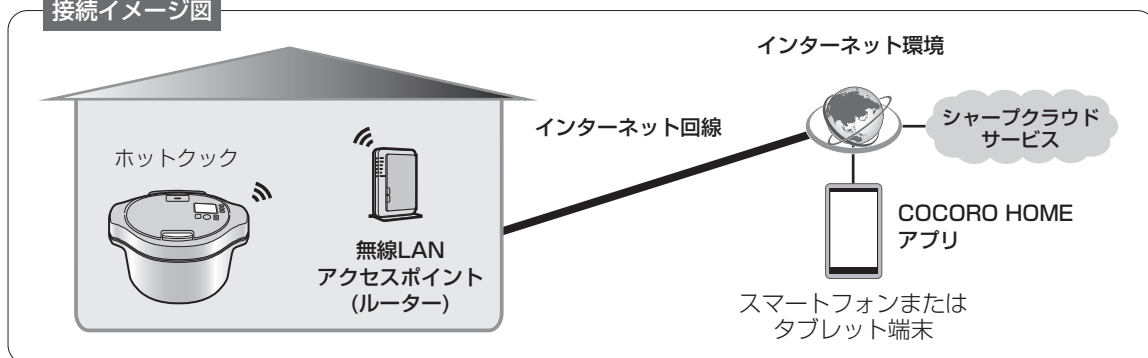 接続イメージ図
インターネット環境
インターネット回線
シャープクラウド
サービス
ホットクック
無線LAN
アクセスポイント
(ルーター)
COCORO HOME
アプリ
スマートフォンまたは
タブレット端末